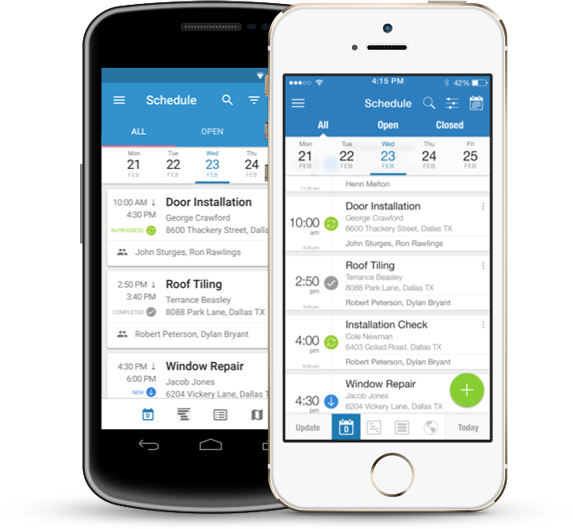 Schedule
ALL
OPEN
Mon
Tue
Wed
Thu
21
22
23
24
FEB
FEB
FEB
FEB
10:00 AM
Door Installation
4:30 PM
George Crawford
IN PROGRESS
8600 Thackery Street, Dallas
John Sturges, Ron Rawlings
2:50 PM
Roof Tiling
3:40 PM
Terrance Beasley
COMPLETED
8088 Park Lane, Dallas TX
Robert Peterson, Dylan Bryant
4:30 PM
Window Repair
6:00 PM
Jacob Jones
NEW
6204 Vickery Lane, Dallas TX
D
4:15 PM
42%
Schedule
All
Open
Closed
Mon
Tue
Wed
Thu
Fri
21
22
23
24
25
FEB
FEB
FEB
FEB
FEB
Henri Melton
Door Installation
10:00
am
George Crawford
8600 Thackery Street, Dallas TX
4:30 pm
John Sturges, Ron Rawlings
Roof Tiling
2:50
pm
Terrance Beasley
8088 Park Lane, Dallas TX
Robert Peterson, Dylan Bryant
Installation Check
4:00
pm
Cole Newman
6403 Goliad Road, Dallas TX
Robert Peterson, Dylan Bryant
Window Repair
4:30
pm
Jacob Jones
6204 Vickery Lane, Dallas TX
Update
D
Today